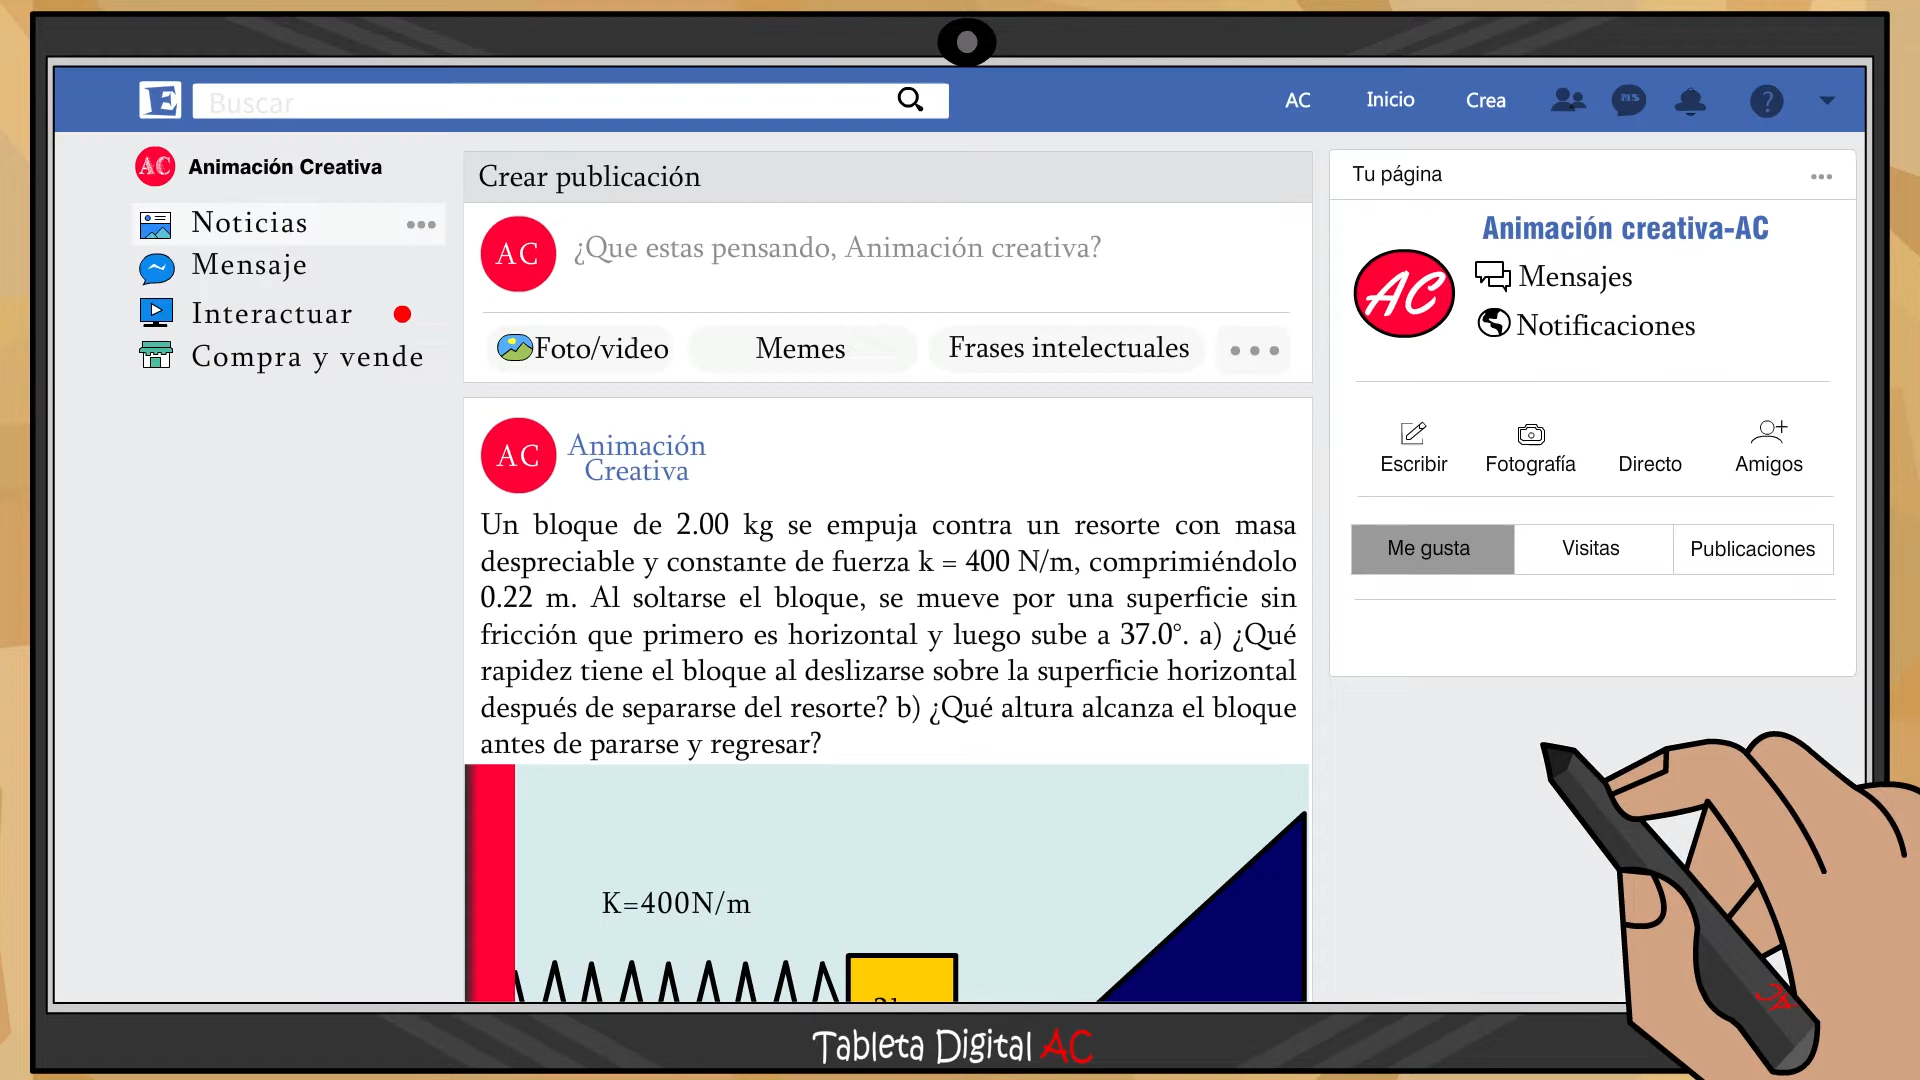 E
Buscar
AC
Inicio
Crea
MS
?
AC Animación Creativa
Noticias
Mensaje
Interactuar
Compra y vende
Crear publicación
AC
¿Que estas pensando, Animación creativa?
Foto/video
Memes
Frases intelectuales
AC
Animación
Creativa
Un bloque de 2.00 kg se empuja contra un resorte con masa
despreciable y constante de fuerza k = 400 N/m, comprimiéndolo
0.22 m. Al soltarse el bloque, se mueve por una superficie sin
fricción que primero es horizontal y luego sube a 37.0°. a) ¿Qué
rapidez tiene el bloque al deslizarse sobre la superficie horizontal
después de separarse del resorte? b) ¿Qué altura alcanza el bloque
antes de pararse y regresar?
K=400N/m
Tu página
Animación creativa-AC
AC
Mensajes
Notificaciones
Escribir
Fotografía
Directo
Amigos
Me gusta
Visitas
Publicaciones
AC
Tableta Digital AC